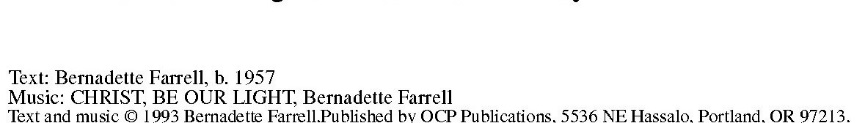 Text: Bernadette Farrell, b. 1957
Music: CHRIST, BE OUR LIGHT, Bernadette Farrell
Text and music © 1993 Bernadette Farrell.Published by OCP Publications, 5536 NE Hassalo, Portland, OR 97213.